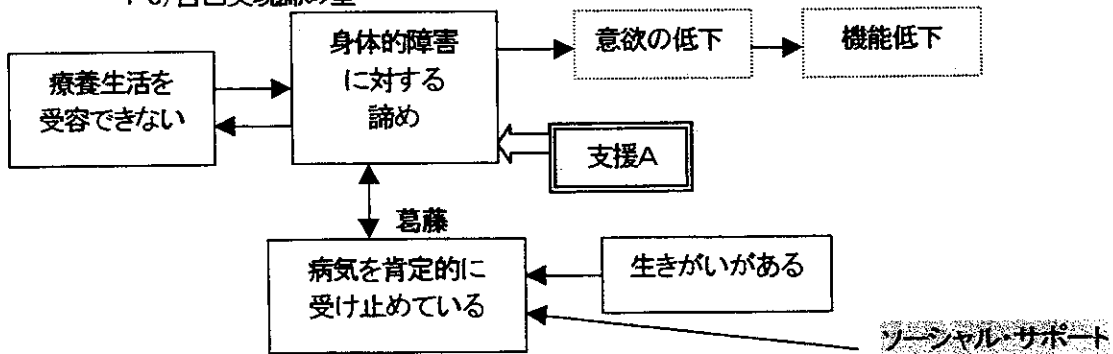 身体的障害
に対する
諦め
意欲の低下
機能低下
療養生活を
受容できない
支援A
葛藤
病気を肯定的に
受け止めている
生きがいがある
ソーシャル・サポート